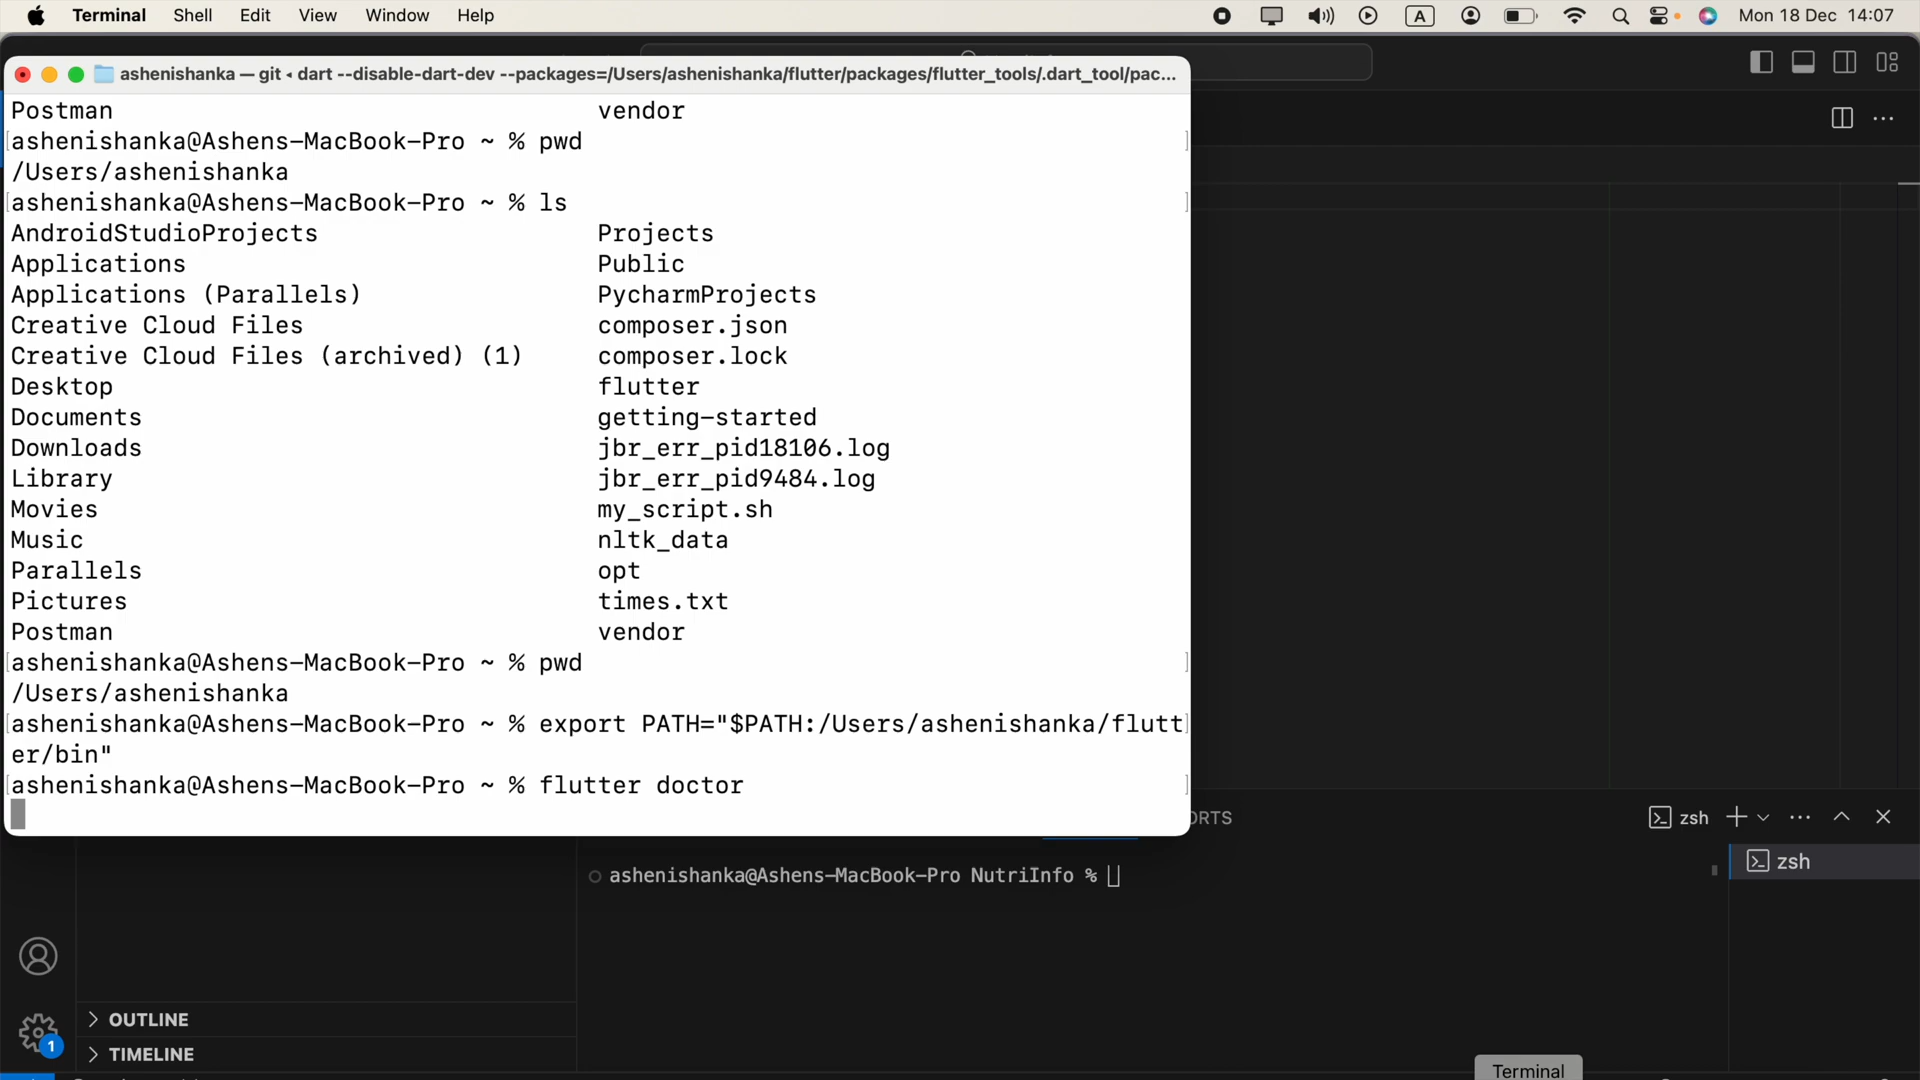 Terminal Shell Edit View Window Help A Mon 18 Dec 14:07
ashenishanka — git ◂ dart --disable-dart-dev --packages=/Users/ashenishanka/flutter/packages/flutter_tools/.dart_tool/pac...
Postman vendor
ashenishanka@Ashens-MacBook-Pro ~ % pwd
/Users/ashenishanka
ashenishanka@Ashens-MacBook-Pro ~ % ls
AndroidStudioProjects Projects
Applications Public
Applications (Parallels) PycharmProjects
Creative Cloud Files composer.json
Creative Cloud Files (archived) (1) composer.lock
Desktop flutter
Documents getting-started
Downloads jbr_err_pid18106.log
Library jbr_err_pid9484.log
Movies my_script.sh
Music nltk_data
Parallels opt
Pictures times.txt
Postman vendor
ashenishanka@Ashens-MacBook-Pro ~ % pwd
/Users/ashenishanka
ashenishanka@Ashens-MacBook-Pro ~ % export PATH="$PATH:/Users/ashenishanka/flutt
er/bin"
ashenishanka@Ashens-MacBook-Pro ~ % flutter doctor
ORTS zsh
zsh
ashenishanka@Ashens-MacBook-Pro NutriInfo %
OUTLINE
1
TIMELINE
Terminal